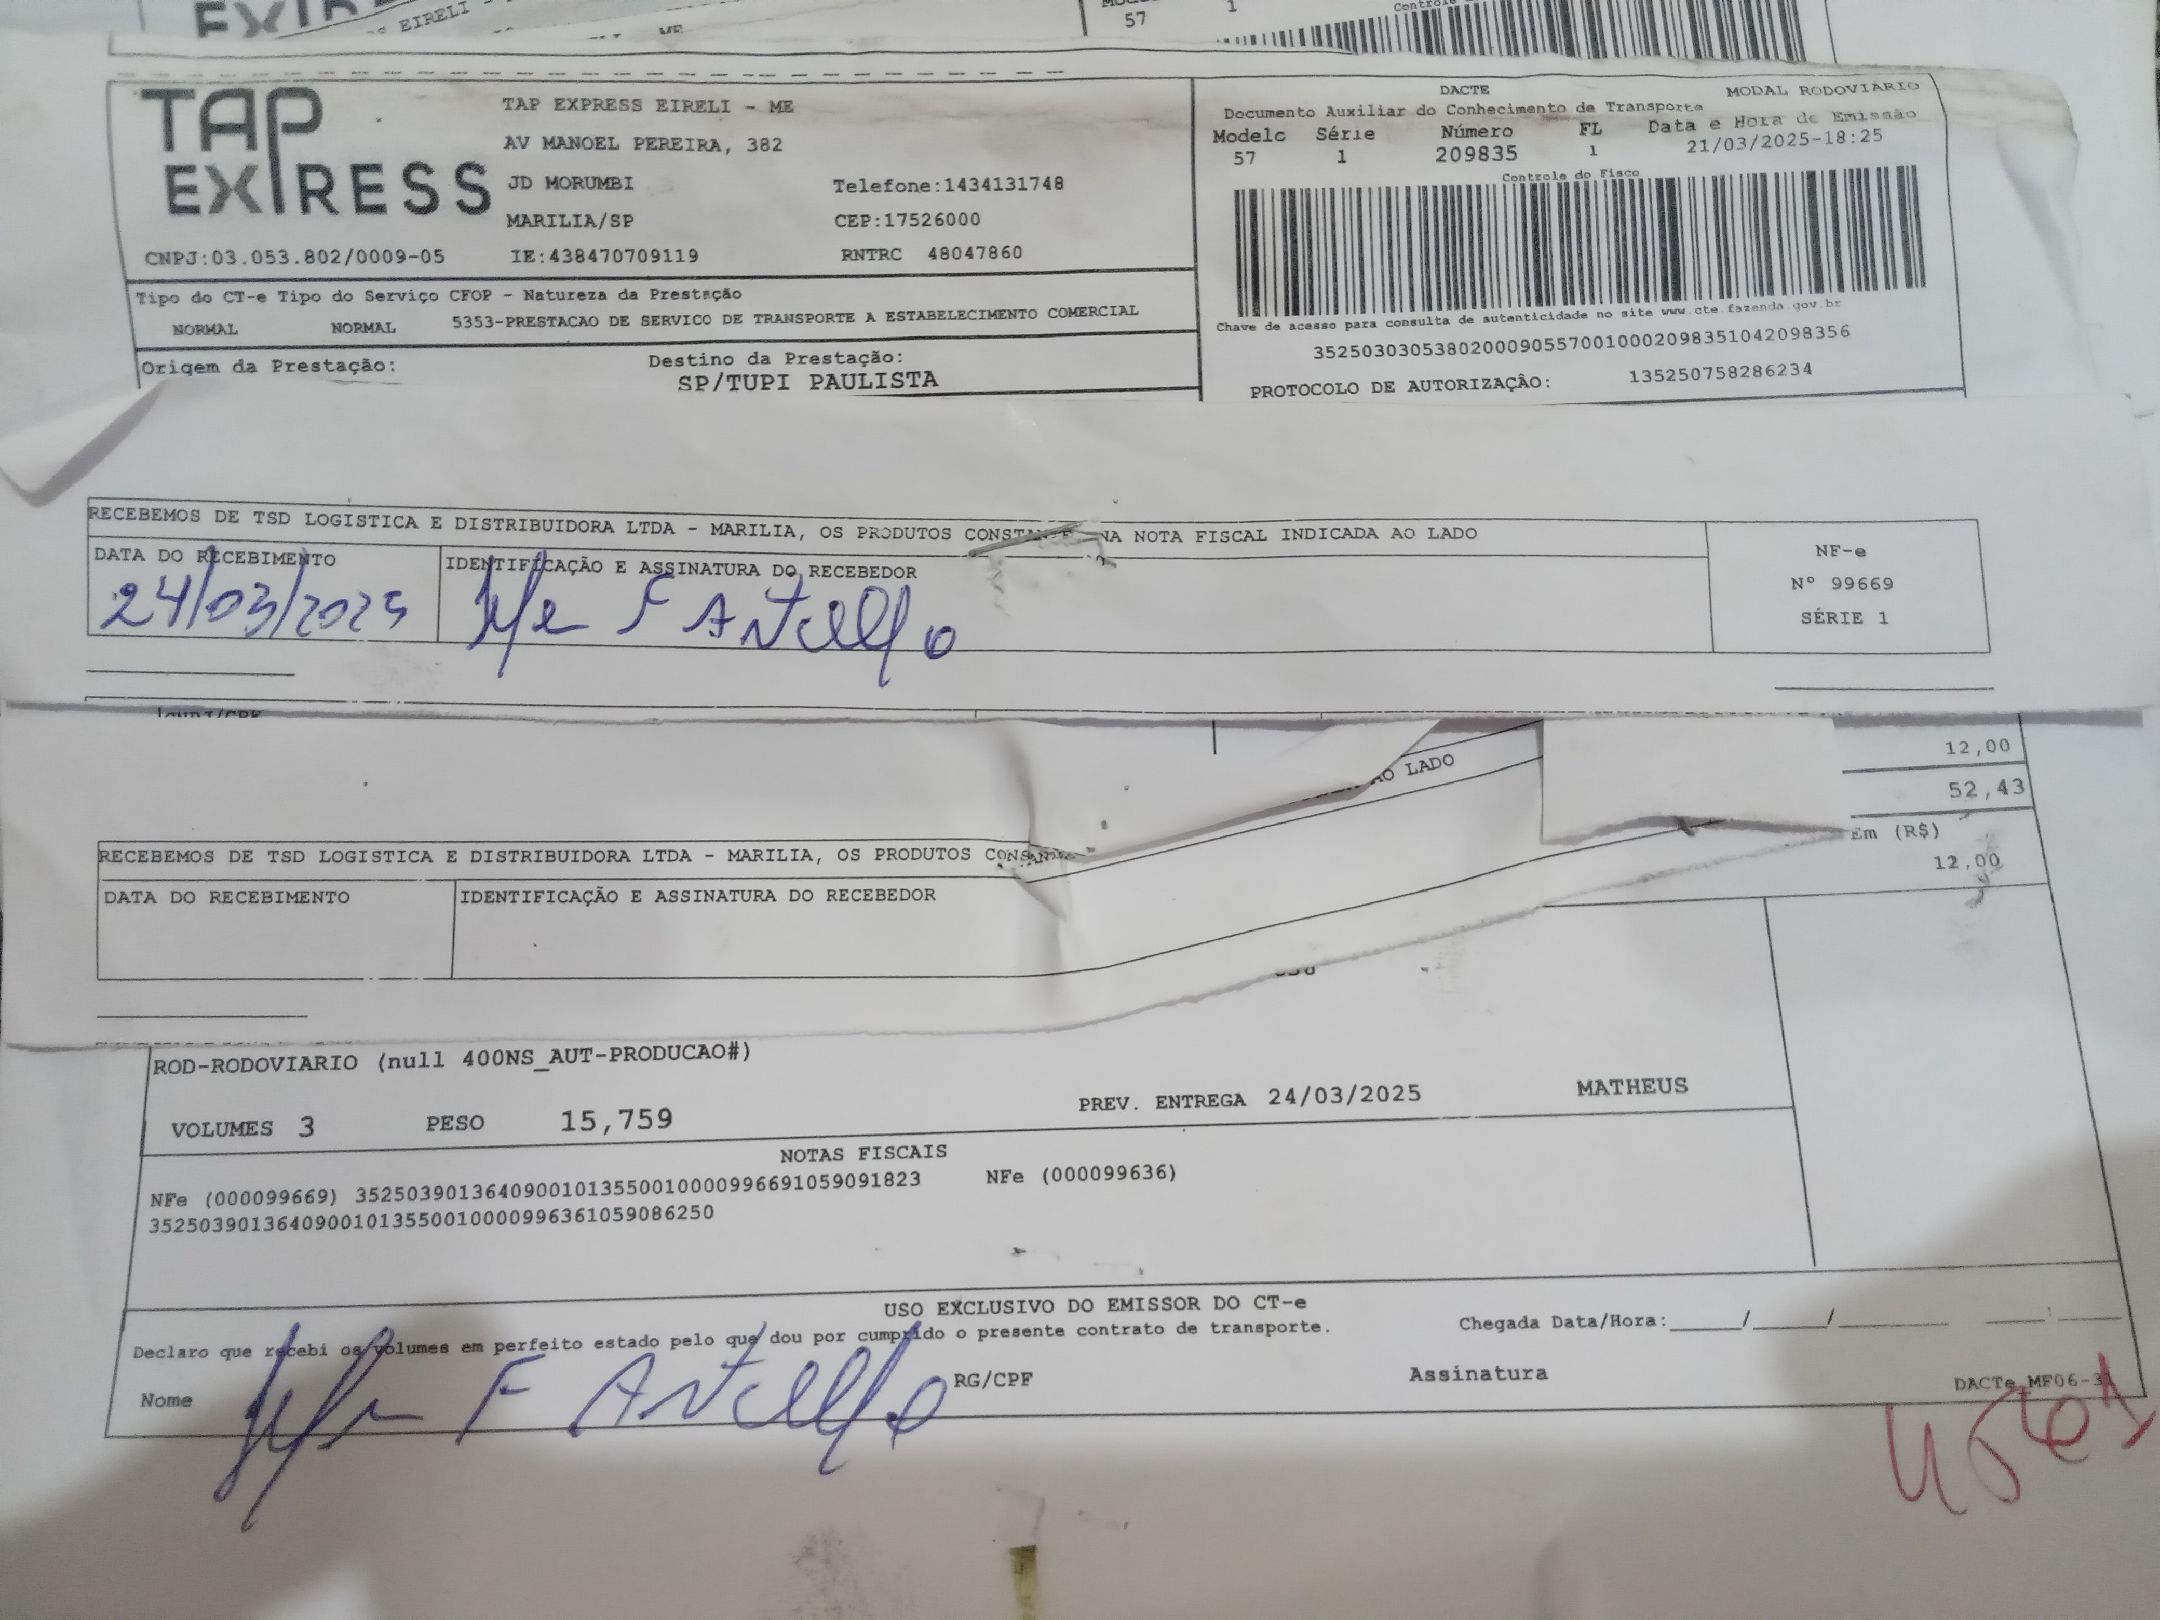 57
1
TAP
EXPRESS
TAP EXPRESS EIRELI - ME
AV MANOEL PEREIRA, 382
JD MORUMBI
Telefone:1434131748
MARILIA/SP
CEP:17526000
CNPJ:03.053.802/0009-05
IE:438470709119
RNTRC 48047860
DACTE
MODAL RODOVIARIO
Documento Auxiliar do Conhecimento de Transporte
Modelo Série Número FL Data e Hora de Emissão
57 1 209835 1 21/03/2025-18:25
Controle do Fisco
Chave de acesso para consulta de autenticidade no site www.cte.fazenda.gov.br
35250303053802000905570010002098351042098356
PROTOCOLO DE AUTORIZAÇÃO: 135250758286234
Tipo do CT-e Tipo do Serviço CFOP - Natureza da Prestação
NORMAL NORMAL 5353-PRESTACAO DE SERVICO DE TRANSPORTE A ESTABELECIMENTO COMERCIAL
Origem da Prestação: Destino da Prestação:
SP/TUPI PAULISTA
RECEBEMOS DE TSD LOGISTICA E DISTRIBUIDORA LTDA - MARILIA, OS PRODUTOS NA NOTA FISCAL INDICADA AO LADO
DATA DO RECEBIMENTO
IDENTIFICAÇÃO E ASSINATURA DO RECEBEDOR
24/03/2025
NF-e
Nº 99669
SÉRIE 1
12,00
52,43
Em (R$)
12,00
AO LADO
RECEBEMOS DE TSD LOGISTICA E DISTRIBUIDORA LTDA - MARILIA, OS PRODUTOS
DATA DO RECEBIMENTO
IDENTIFICAÇÃO E ASSINATURA DO RECEBEDOR
ROD-RODOVIARIO (null 400NS_AUT-PRODUCAO#)
VOLUMES 3 PESO 15,759 PREV. ENTREGA 24/03/2025 MATHEUS
NOTAS FISCAIS
NFe (000099669) 35250390136409001013550010000996691059091823 NFe (000099636)
35250390136409001013550010000996361059086250
USO EXCLUSIVO DO EMISSOR DO CT-e
Declaro que recebi os volumes em perfeito estado pelo que dou por cumprido o presente contrato de transporte.
Chegada Data/Hora:____/____/______ ___:___
Nome
RG/CPF
Assinatura
DACTe